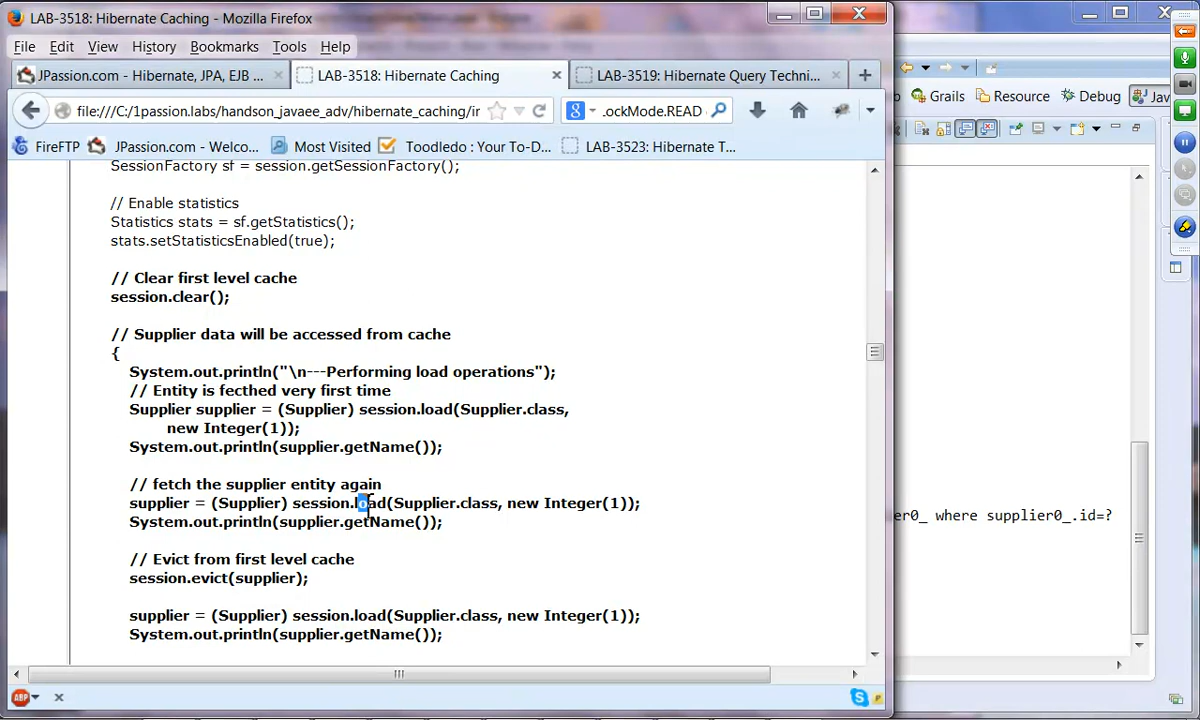 LAB-3518: Hibernate Caching - Mozilla Firefox
File Edit View History Bookmarks Tools Help
JPassion.com - Hibernate, JPA, EJB ... LAB-3518: Hibernate Caching LAB-3519: Hibernate Query Techni...
file:///C:/1passion.labs/handson_javaee_adv/hibernate_caching/ir .ockMode.READ
FireFTP JPassion.com - Welco... Most Visited Toodledo : Your To-D... LAB-3523: Hibernate T...
Grails Resource Debug Jav
SessionFactory sf = session.getSessionFactory();
// Enable statistics
Statistics stats = sf.getStatistics();
stats.setStatisticsEnabled(true);
// Clear first level cache
session.clear();
// Supplier data will be accessed from cache
{
System.out.println("\n---Performing load operations");
// Entity is fecthed very first time
Supplier supplier = (Supplier) session.load(Supplier.class,
new Integer(1));
System.out.println(supplier.getName());
// fetch the supplier entity again
supplier = (Supplier) session.load(Supplier.class, new Integer(1));
System.out.println(supplier.getName());
// Evict from first level cache
session.evict(supplier);
supplier = (Supplier) session.load(Supplier.class, new Integer(1));
System.out.println(supplier.getName());
er0_ where supplier0_.id=?
ABP